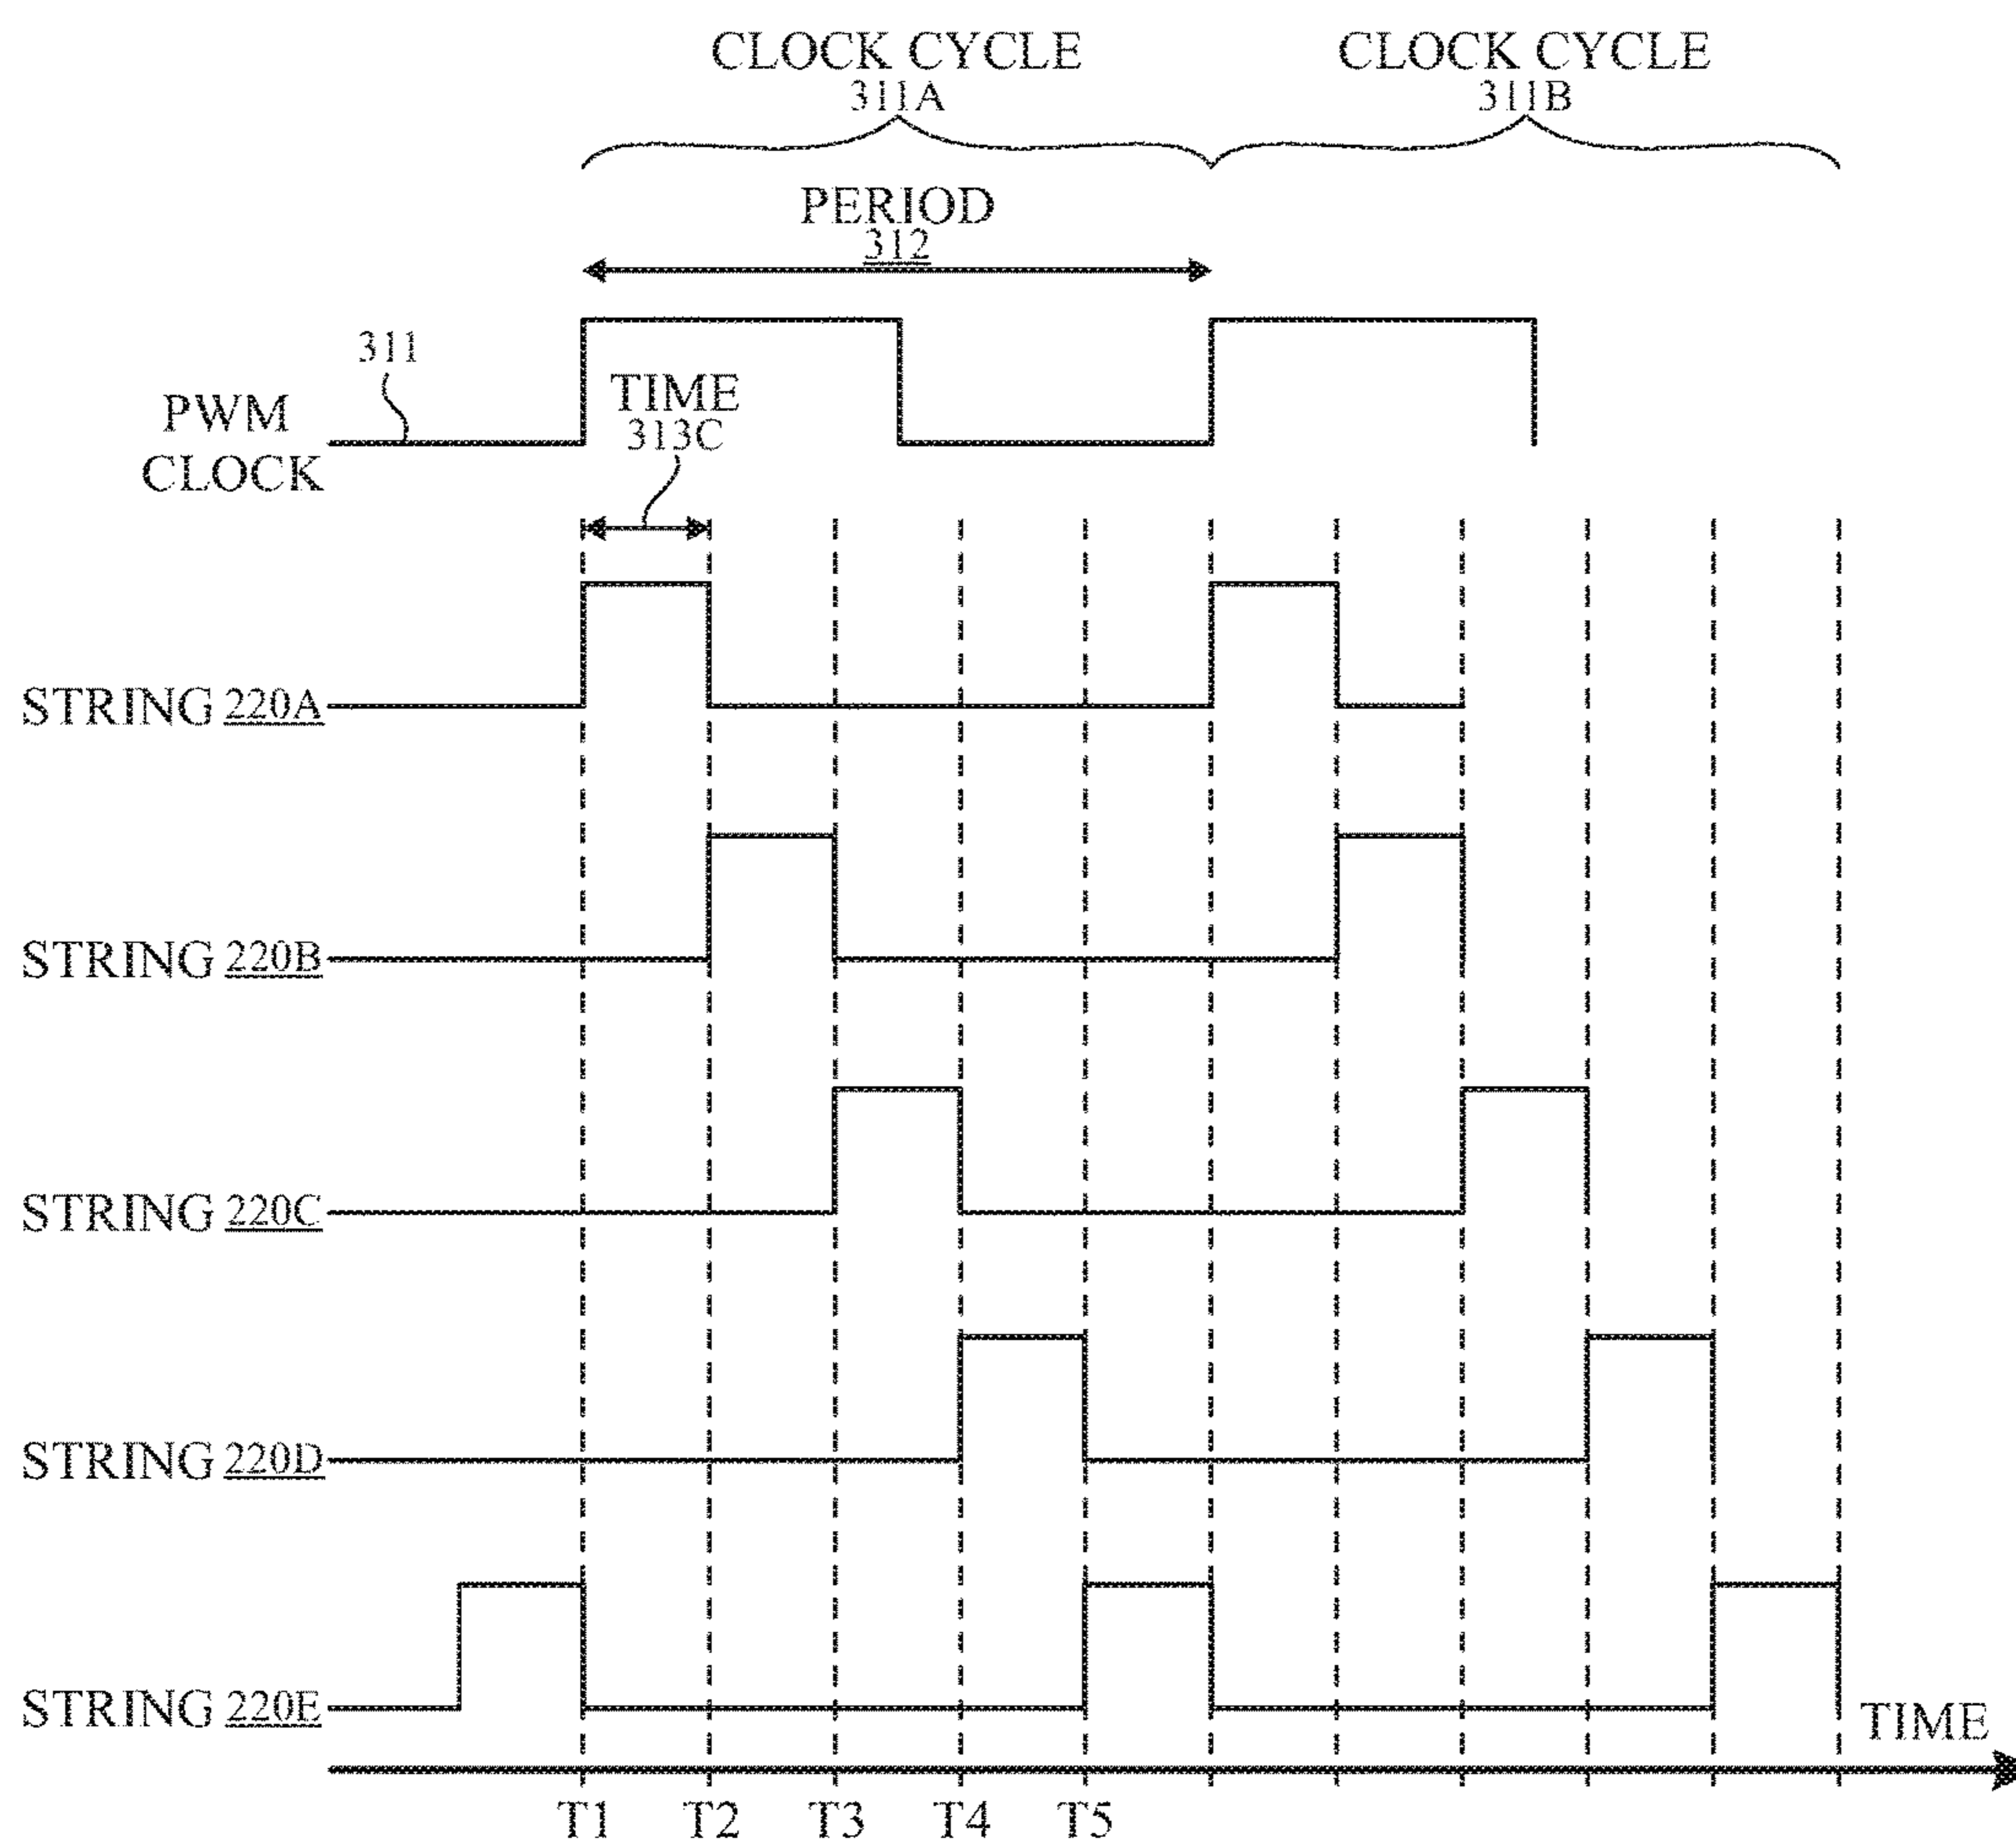 CLOCK CYCLE
311A
CLOCK CYCLE
311B
PERIOD
312
311
PWM
CLOCK
TIME
313C
STRING 220A
STRING 220B
STRING 220C
STRING 220D
STRING 220E
TIME
T1 T2 T3 T4 T5